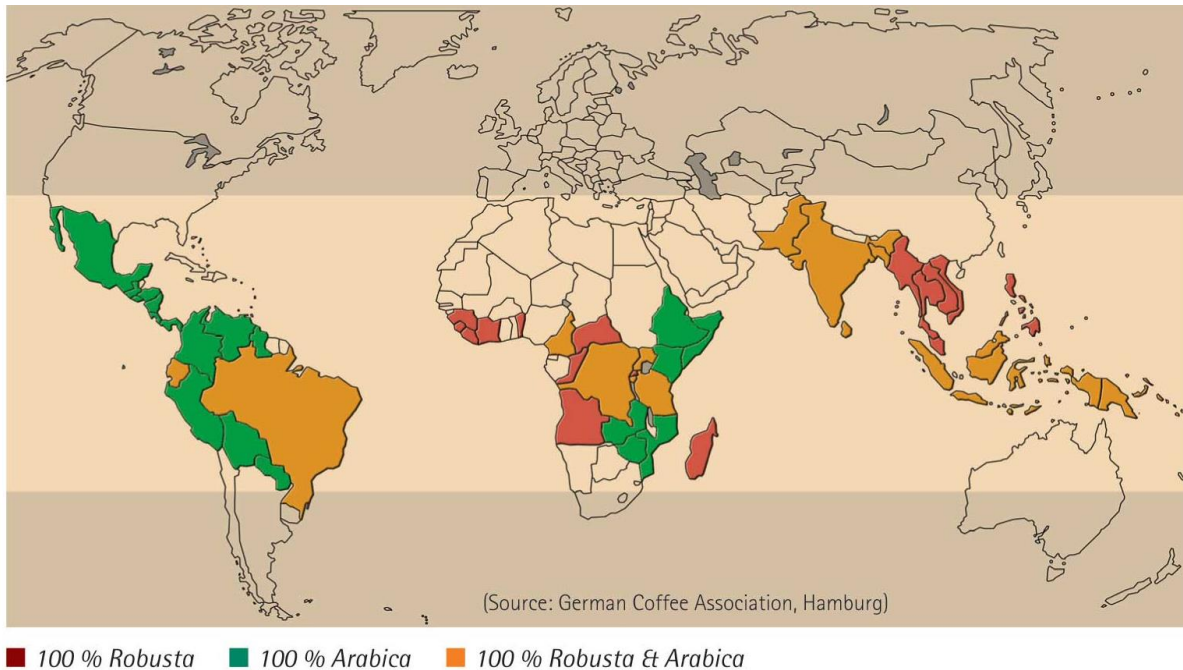 (Source: German Coffee Association, Hamburg)
100 % Robusta 100 % Arabica 100 % Robusta & Arabica